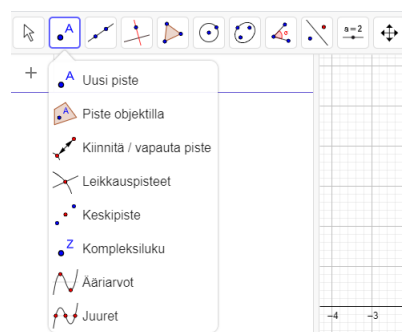 A
a = 2
A Uusi piste
A Piste objektilla
Kiinnitä / vapauta piste
Leikkauspisteet
Keskipiste
Z Kompleksiluku
Ääriarvot
Juuret
-4 -3